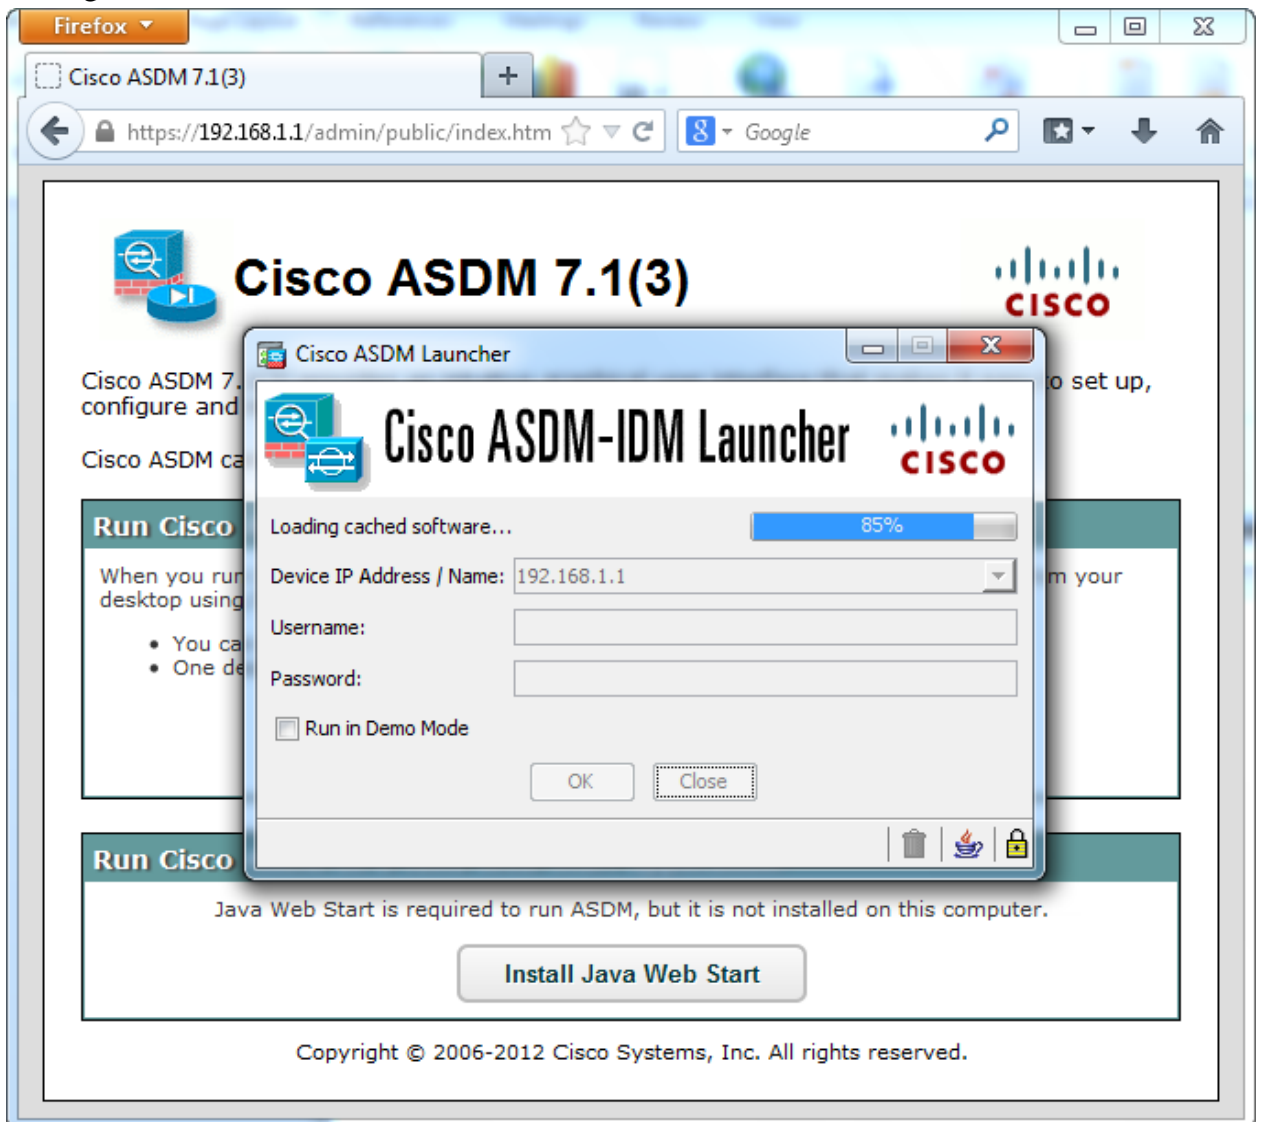 Firefox
Cisco ASDM 7.1(3)
https://192.168.1.1/admin/public/index.htm
Google
Cisco ASDM 7.1(3)
CISCO
Cisco ASDM Launcher
Cisco ASDM 7. to set up,
configure and
Cisco ASDM-IDM Launcher
CISCO
Cisco ASDM ca
Run Cisco
Loading cached software...
85%
When you run m your
desktop using
Device IP Address / Name: 192.168.1.1
Username:
You ca
One de
Password:
Run in Demo Mode
OK
Close
Run Cisco
Java Web Start is required to run ASDM, but it is not installed on this computer.
Install Java Web Start
Copyright © 2006-2012 Cisco Systems, Inc. All rights reserved.